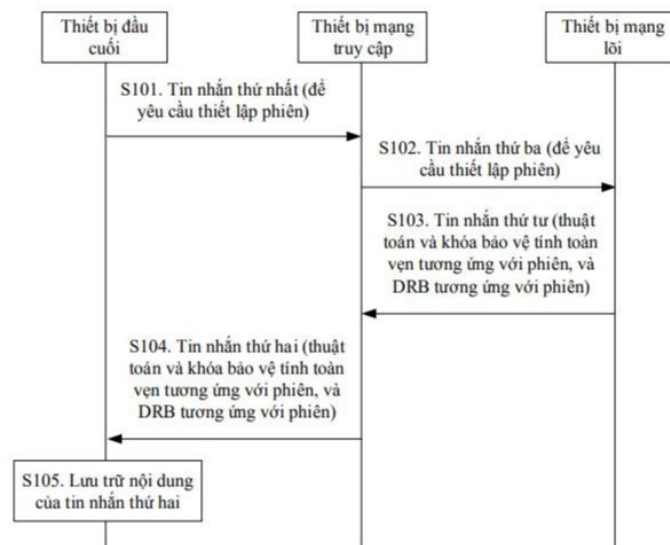 Thiết bị đầu
cuối
Thiết bị mạng
truy cập
Thiết bị mạng
lõi
S101. Tin nhắn thứ nhất (để
yêu cầu thiết lập phiên)
S102. Tin nhắn thứ ba (để yêu
cầu thiết lập phiên)
S103. Tin nhắn thứ tư (thuật
toán và khóa bảo vệ tính toàn
vẹn tương ứng với phiên, và
DRB tương ứng với phiên)
S104. Tin nhắn thứ hai (thuật
toán và khóa bảo vệ tính toàn
vẹn tương ứng với phiên, và
DRB tương ứng với phiên)
S105. Lưu trữ nội dung
của tin nhắn thứ hai